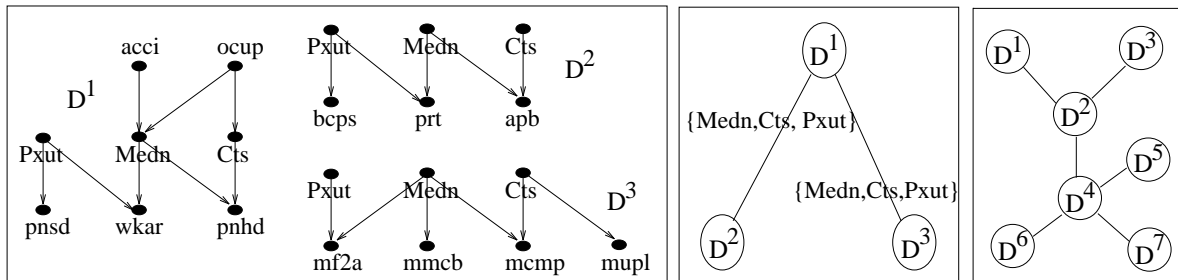 acci ocup
D1
Pxut Medn Cts
pnsd wkar pnhd
Pxut Medn Cts
D2
bcps prt apb
Pxut Medn Cts
D3
mf2a mmcb mcmp mupl
D1
{Medn,Cts, Pxut}
{Medn,Cts,Pxut}
D2 D3
D1 D3
D2
D5
D4
D6 D7